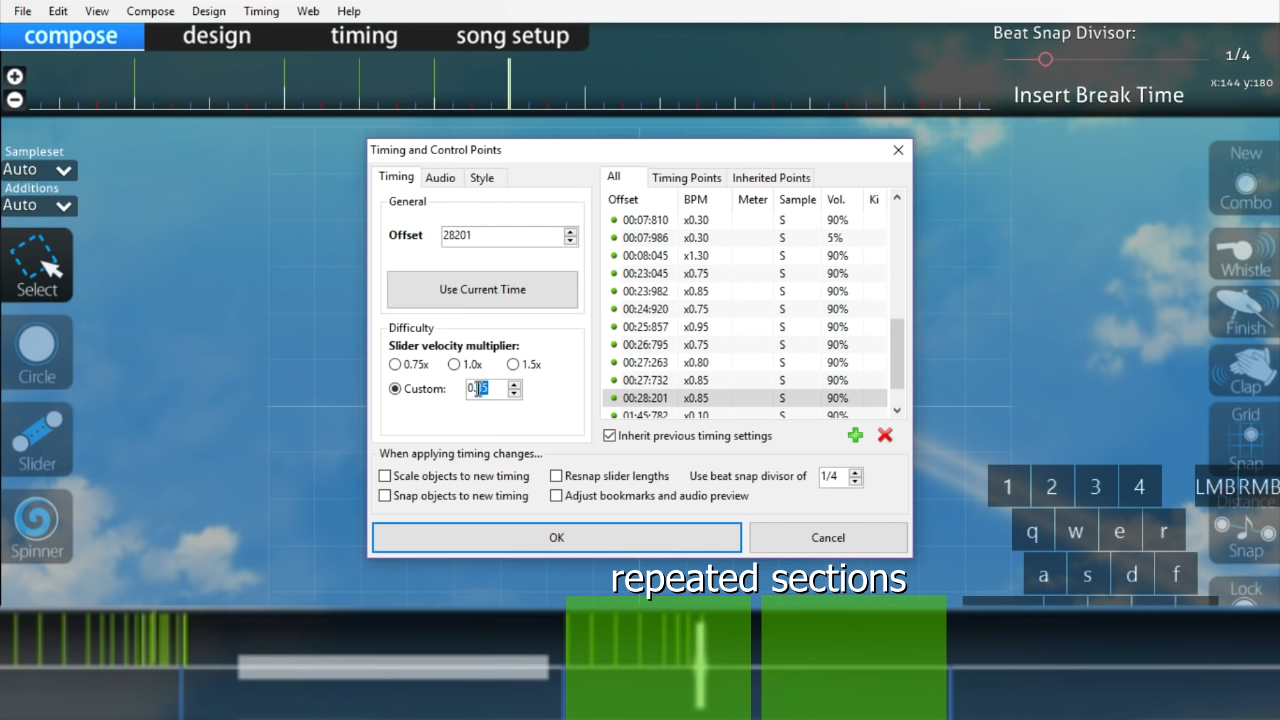 File Edit View Compose Design Timing Web Help
compose design timing song setup
Beat Snap Divisor:
1/4
x:144 y:180
Insert Break Time
Sampleset
Auto
Additions
Auto
Select
Circle
Slider
Spinner
Timing and Control Points
Timing Audio Style
General
Offset 28201
Use Current Time
Difficulty
Slider velocity multiplier:
0.75x 1.0x 1.5x
Custom:
All Timing Points Inherited Points
Offset BPM Meter Sample Vol. Ki
00:07:810 x0.30 S 90%
00:07:986 x0.30 S 5%
00:08:045 x1.30 S 90%
00:23:045 x0.75 S 90%
00:23:982 x0.85 S 90%
00:24:920 x0.75 S 90%
00:25:857 x0.95 S 90%
00:26:795 x0.75 S 90%
00:27:263 x0.80 S 90%
00:27:732 x0.85 S 90%
00:28:201 x0.85 S 90%
01:45:782 x0.10 S 90%
Inherit previous timing settings
When applying timing changes...
Scale objects to new timing
Resnap slider lengths
Use beat snap divisor of 1/4
Snap objects to new timing
Adjust bookmarks and audio preview
OK Cancel
New
Combo
Whistle
Finish
Clap
Grid
Snap
Distance
Snap
Lock
1 2 3 4 LMB RMB
q w e r
a s d f
repeated sections